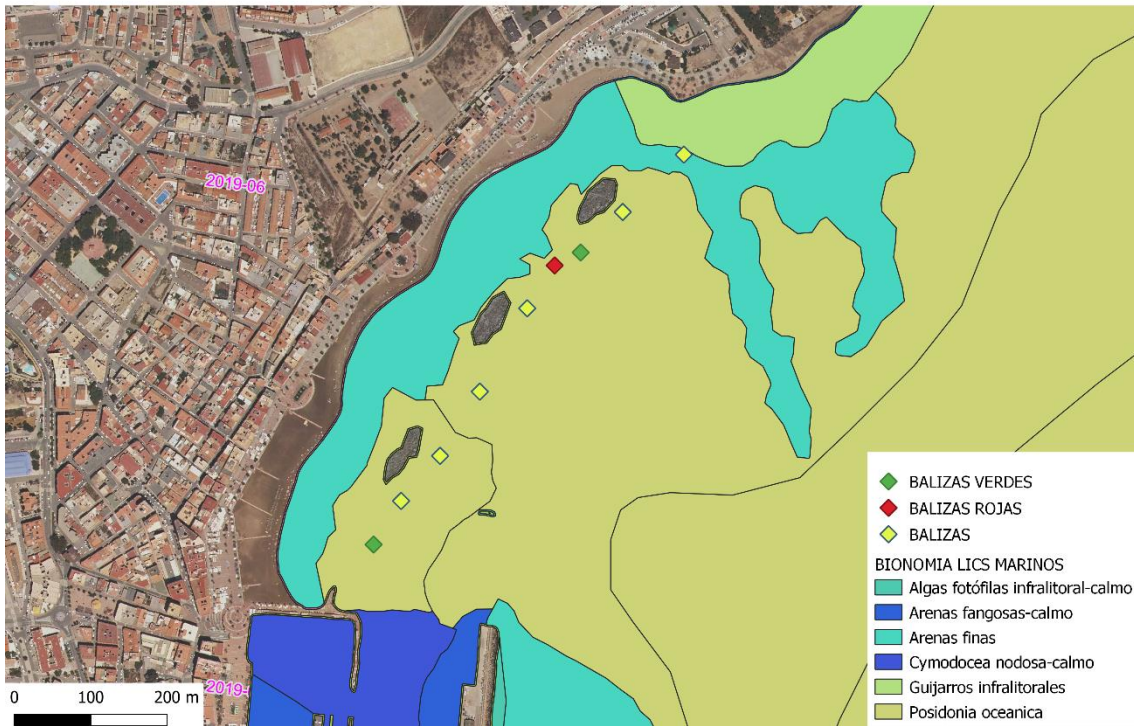 2019-06
2019-
0 100 200 m
BALIZAS VERDES
BALIZAS ROJAS
BALIZAS
BIONOMIA LICS MARINOS
Algas fotófilas infralitoral-calmo
Arenas fangosas-calmo
Arenas finas
Cymodocea nodosa-calmo
Guijarros infralitorales
Posidonia oceanica